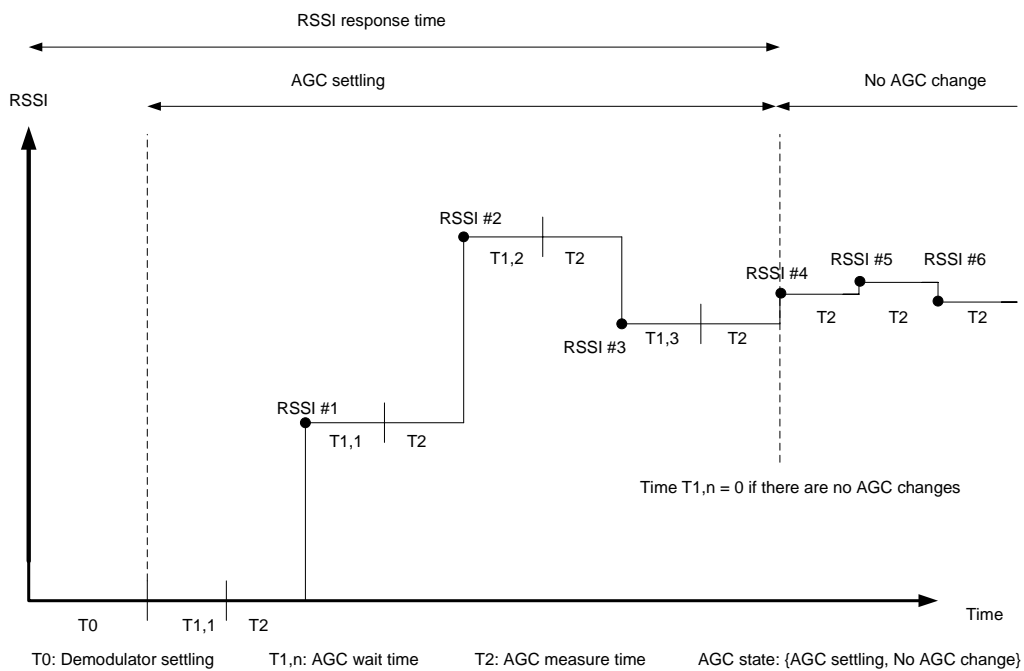 RSSI response time
AGC settling
No AGC change
RSSI
RSSI #2
T1,2
T2
RSSI #4
RSSI #5
RSSI #6
T2
T2
T2
RSSI #3
T1,3
T2
RSSI #1
T1,1
T2
Time T1,n = 0 if there are no AGC changes
Time
T0
T1,1
T2
T0: Demodulator settling
T1,n: AGC wait time
T2: AGC measure time
AGC state: {AGC settling, No AGC change}